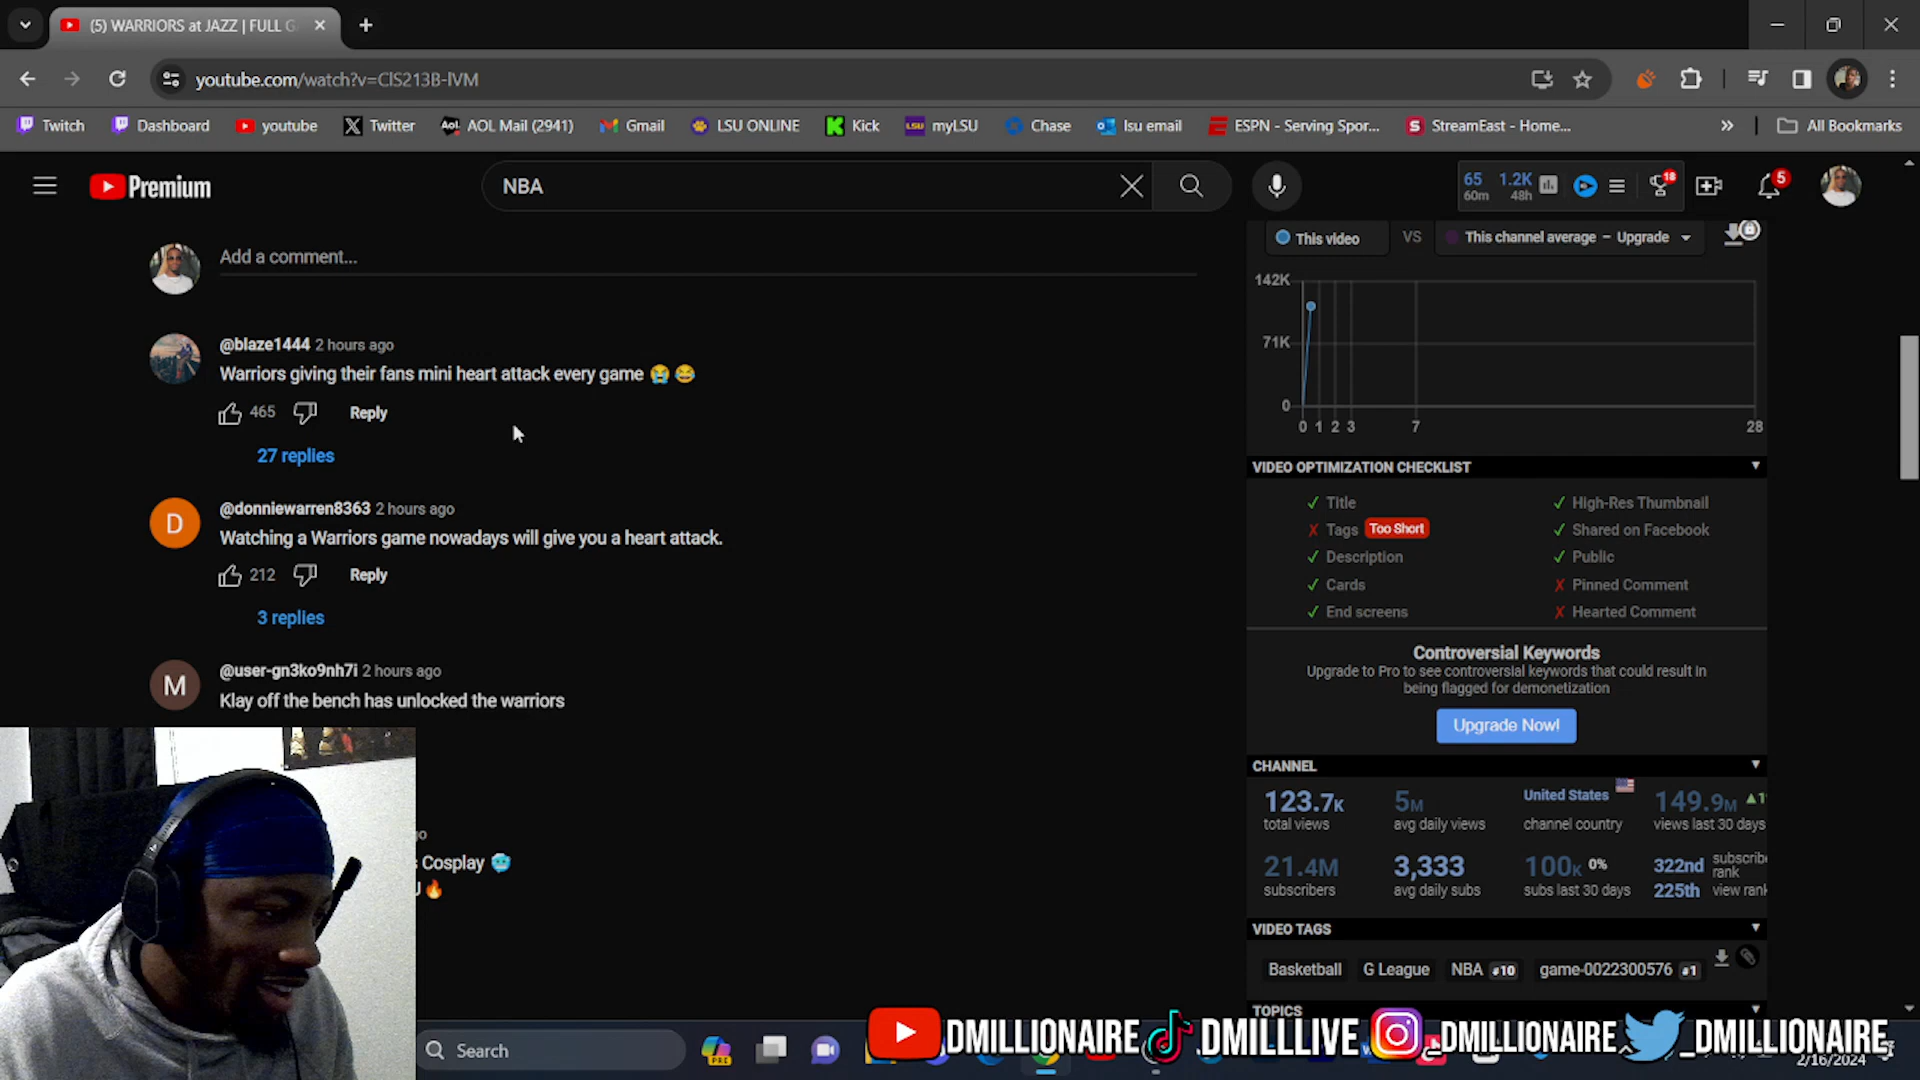 (5) WARRIORS at JAZZ | FULL G
youtube.com/watch?v=ClS213B-lVM
Twitch Dashboard youtube Twitter AOL Mail (2941) Gmail LSU ONLINE Kick myLSU Chase lsu email ESPN - Serving Spor... StreamEast - Home... All Bookmarks
Premium NBA 65 60m 1.2K 48h 18 5
Add a comment...
This video VS This channel average – Upgrade
142K
71K
0
0 1 2 3 7 28
@blaze1444 2 hours ago
Warriors giving their fans mini heart attack every game 😭 😂
465 Reply
27 replies
@donniewarren8363 2 hours ago
Watching a Warriors game nowadays will give you a heart attack.
212 Reply
3 replies
@user-gn3ko9nh7i 2 hours ago
Klay off the bench has unlocked the warriors
Cosplay 🥶
🔥
VIDEO OPTIMIZATION CHECKLIST
✓ Title ✓ High-Res Thumbnail
✗ Tags Too Short ✓ Shared on Facebook
✓ Description ✓ Public
✓ Cards ✗ Pinned Comment
✓ End screens ✗ Hearted Comment
Controversial Keywords
Upgrade to Pro to see controversial keywords that could result in
being flagged for demonetization
Upgrade Now!
CHANNEL
123.7K 5M United States 149.9M
total views avg daily views channel country views last 30 days
21.4M 3,333 100K 0% 322nd subscribe rank
subscribers avg daily subs subs last 30 days 225th view rank
VIDEO TAGS
Basketball G League NBA #10 game-0022300576 #1
TOPICS
Search PRE
DMILLIONAIRE .DMILLLIVE _DMILLIONAIRE _DMILLIONAIRE
2/16/2024